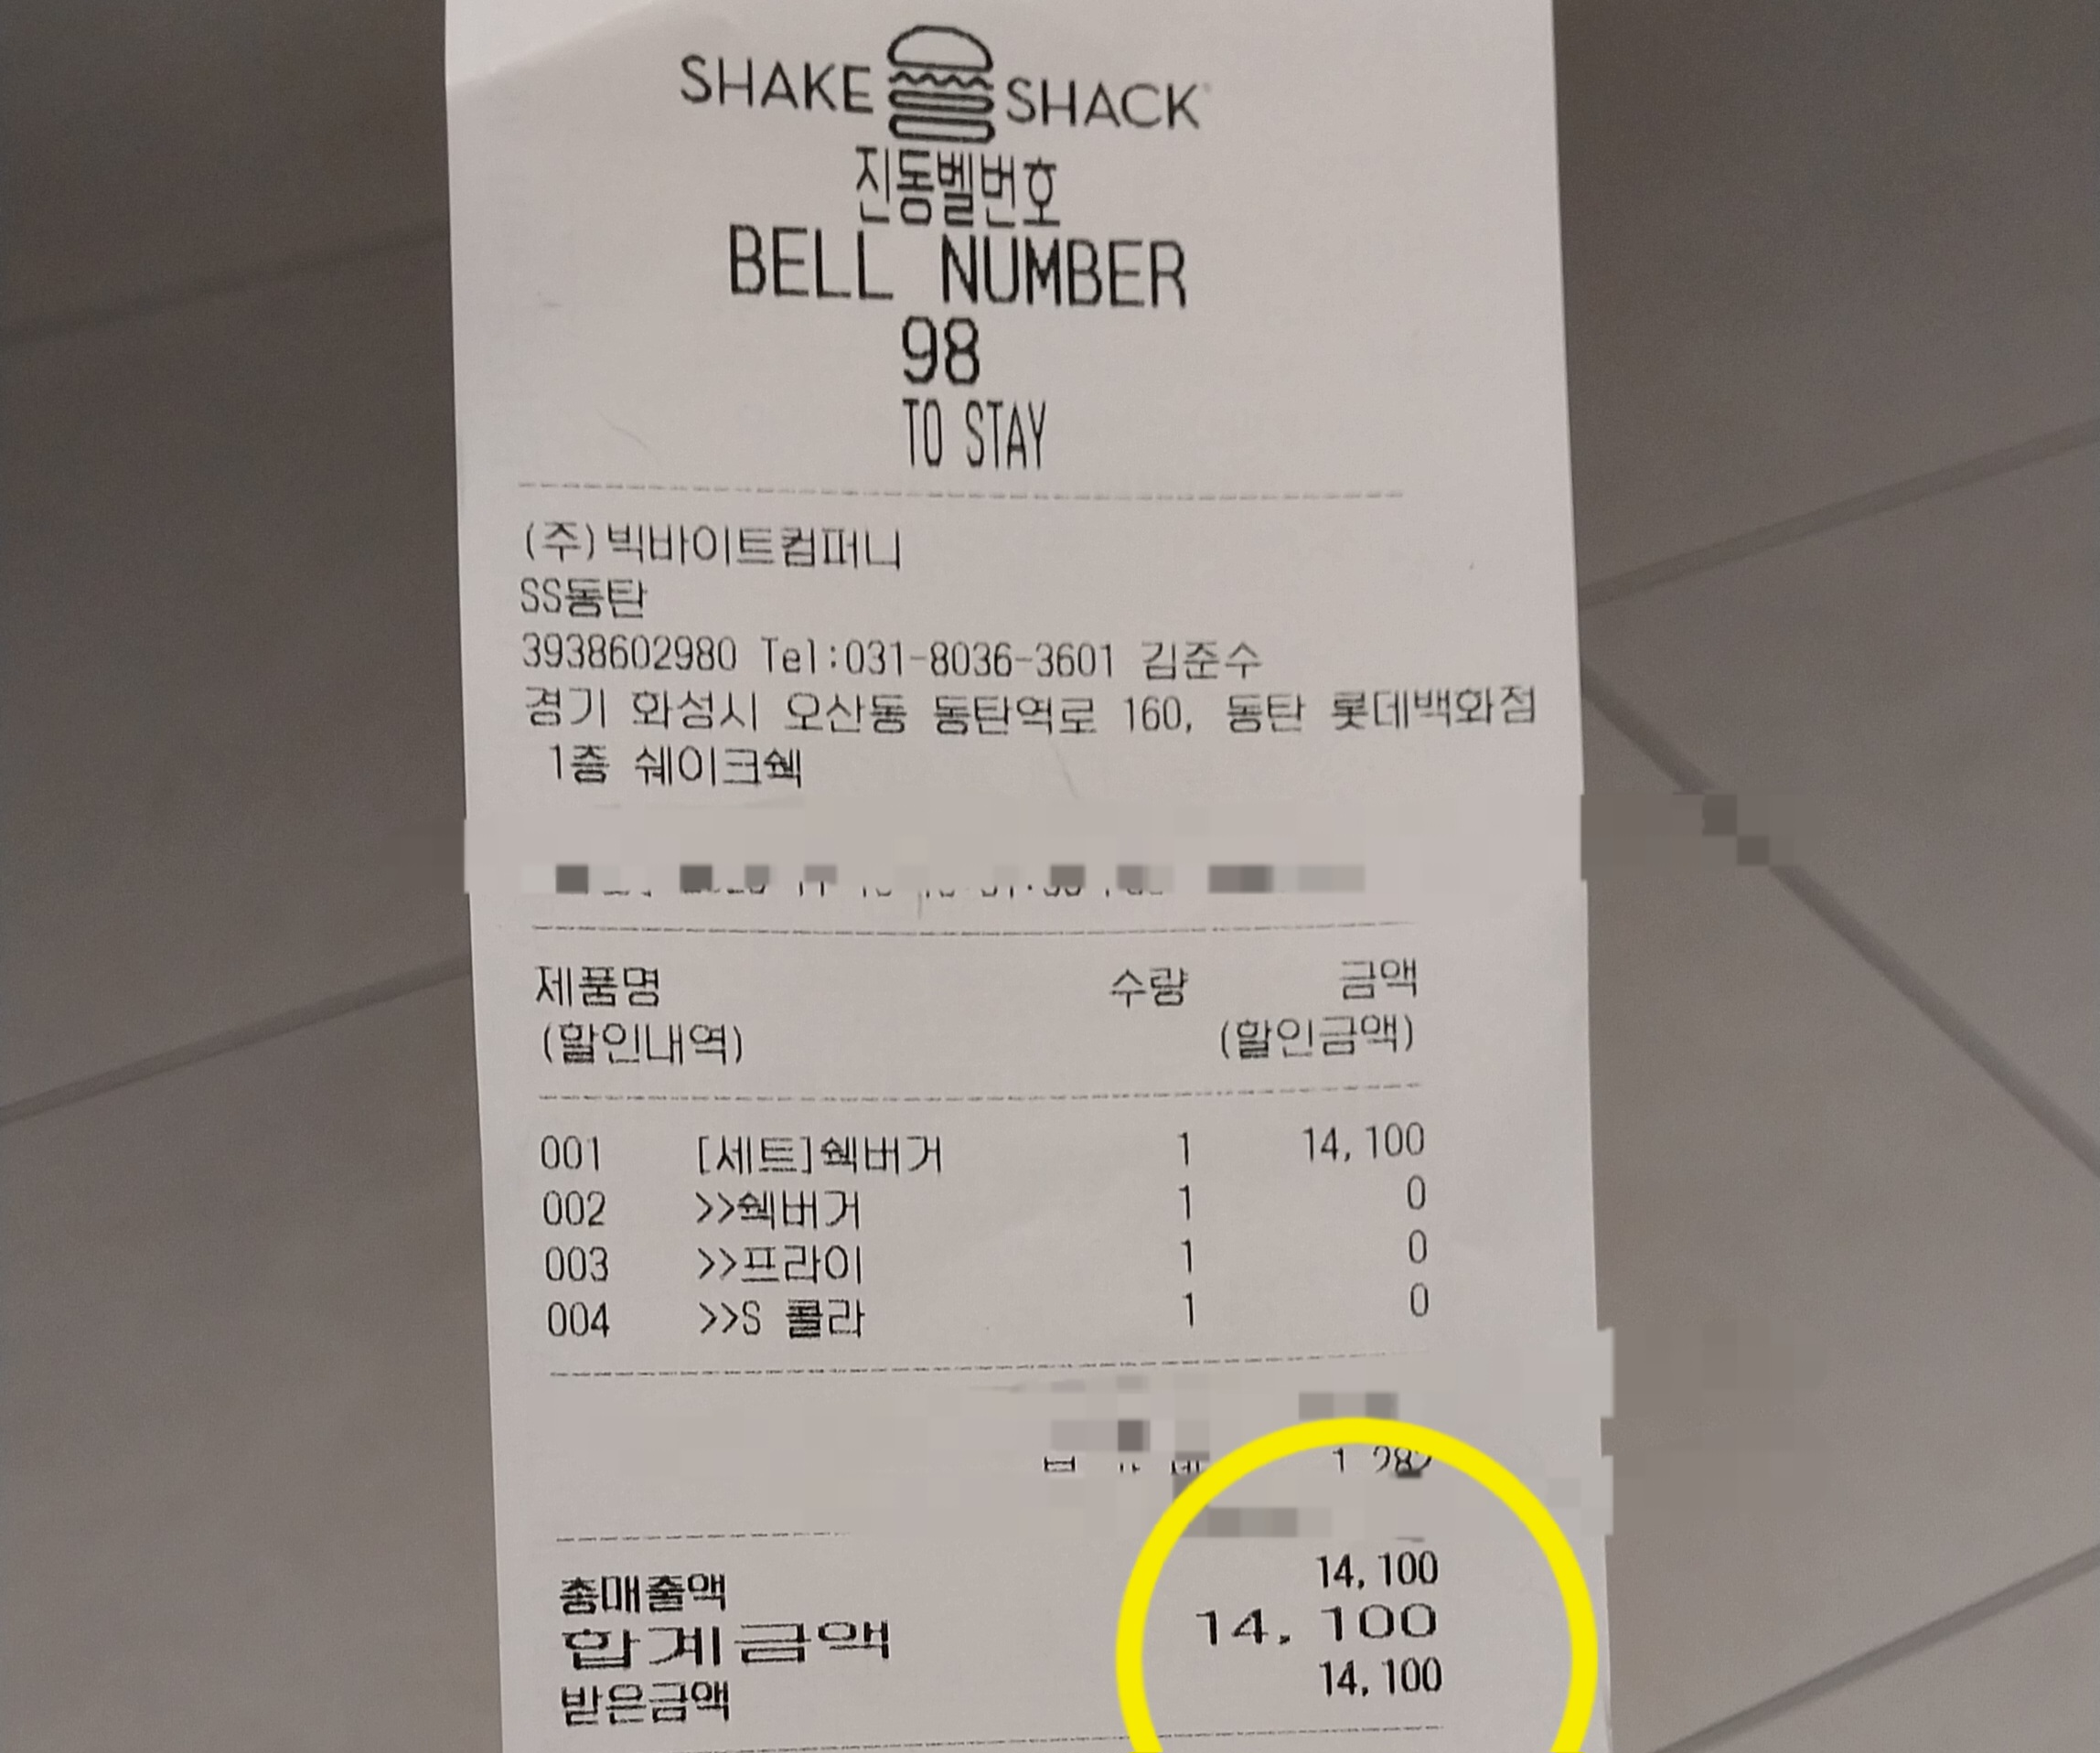 SHAKE SHACK
진동벨번호
BELL NUMBER
98
TO STAY
(주)빅바이트컴퍼니
SS동탄
3938602980 Tel:031-8036-3601 김준수
경기 화성시 오산동 동탄역로 160, 동탄 롯데백화점
1층 쉐이크쉑
제품명 수량 금액
(할인내역) (할인금액)
001 [세트]쉑버거 1 14,100
002 >>쉑버거 1 0
003 >>프라이 1 0
004 >>S 콜라 1 0
총매출액 14,100
합계금액 14,100
받은금액 14,100